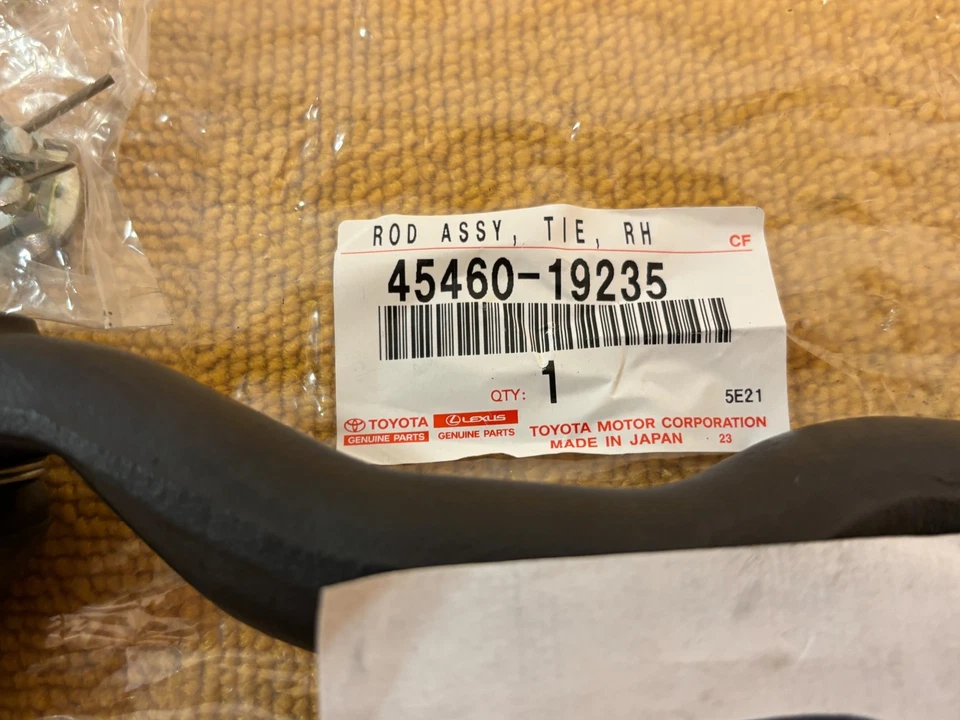 ROD ASSY, TIE, RH
CF
45460-19235
QTY: 1
5E21
TOYOTA
GENUINE PARTS
LEXUS
GENUINE PARTS
TOYOTA MOTOR CORPORATION
MADE IN JAPAN 23